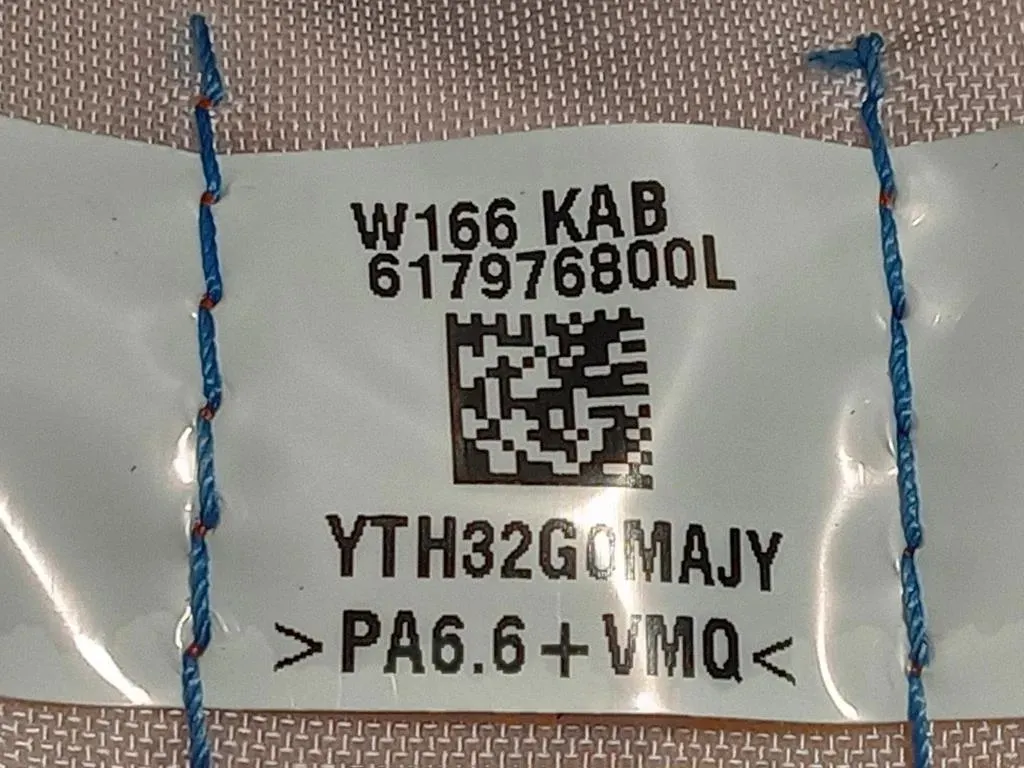 W166 KAB
617976800L
YTH32G0MAJY
>PA6.6+VMQ<